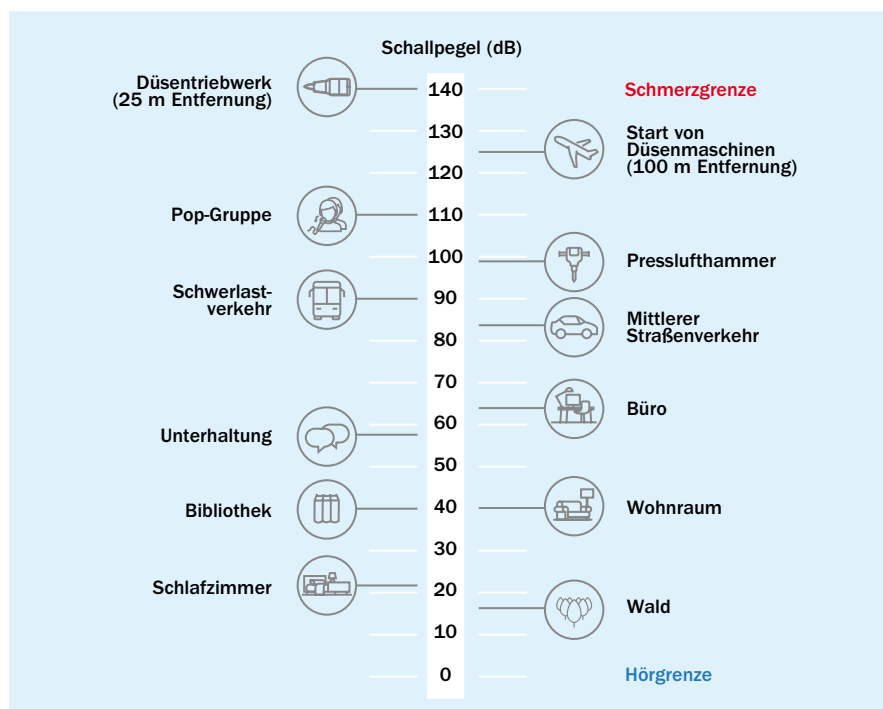 Schallpegel (dB)
Düsentriebwerk
(25 m Entfernung)
140
Schmerzgrenze
130
Start von
Düsenmaschinen
(100 m Entfernung)
120
Pop-Gruppe
110
100
Presslufthammer
Schwerlast-
verkehr
90
Mittlerer
Straßenverkehr
80
70
Büro
60
Unterhaltung
50
Bibliothek
40
Wohnraum
30
Schlafzimmer
20
Wald
10
0
Hörgrenze